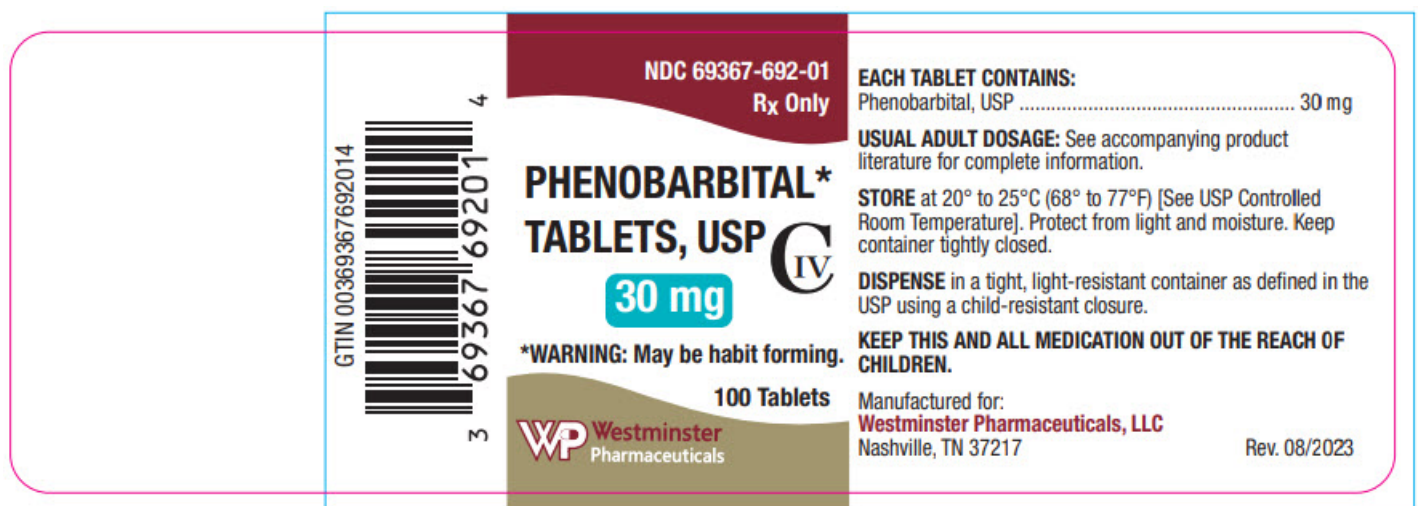 GTIN 00369367692014
3 69367 69201 4
NDC 69367-692-01
Rx Only
PHENOBARBITAL*
TABLETS, USP CIV
30 mg
*WARNING: May be habit forming.
100 Tablets
WP Westminster
Pharmaceuticals
EACH TABLET CONTAINS:
Phenobarbital, USP .................................................... 30 mg
USUAL ADULT DOSAGE: See accompanying product
literature for complete information.
STORE at 20° to 25°C (68° to 77°F) [See USP Controlled
Room Temperature]. Protect from light and moisture. Keep
container tightly closed.
DISPENSE in a tight, light-resistant container as defined in the
USP using a child-resistant closure.
KEEP THIS AND ALL MEDICATION OUT OF THE REACH OF
CHILDREN.
Manufactured for:
Westminster Pharmaceuticals, LLC
Nashville, TN 37217 Rev. 08/2023